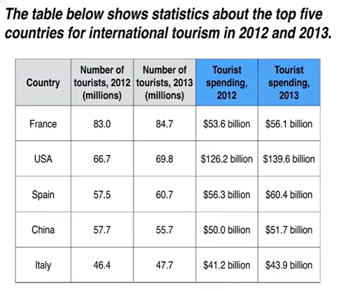 The table below shows statistics about the top five
countries for international tourism in 2012 and 2013.
Country Number of tourists, 2012 (millions) Number of tourists, 2013 (millions) Tourist spending, 2012 Tourist spending, 2013
France 83.0 84.7 $53.6 billion $56.1 billion
USA 66.7 69.8 $126.2 billion $139.6 billion
Spain 57.5 60.7 $56.3 billion $60.4 billion
China 57.7 55.7 $50.0 billion $51.7 billion
Italy 46.4 47.7 $41.2 billion $43.9 billion